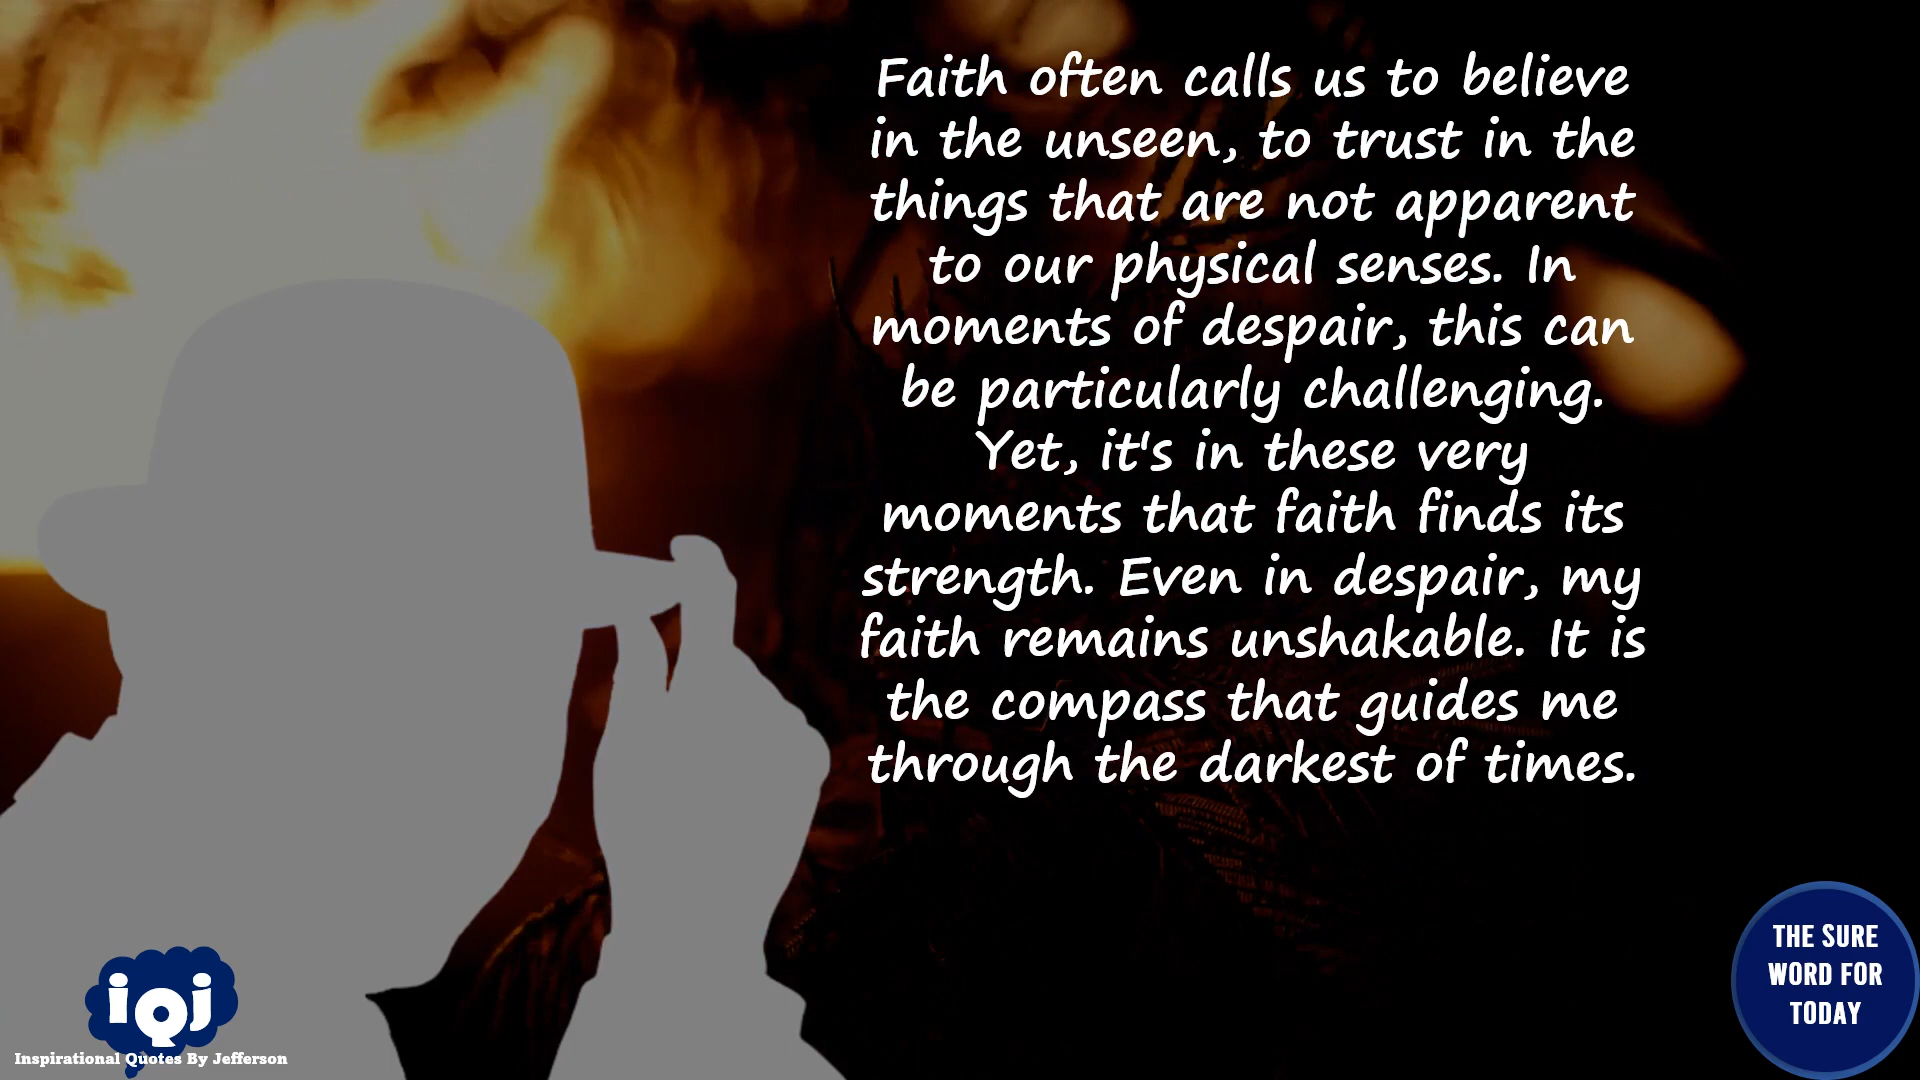 Faith often calls us to believe
in the unseen, to trust in the
things that are not apparent
to our physical senses. In
moments of despair, this can
be particularly challenging.
Yet, it's in these very
moments that faith finds its
strength. Even in despair, my
faith remains unshakable. It is
the compass that guides me
through the darkest of times.
iQj
Inspirational Quotes By Jefferson
THE SURE
WORD FOR
TODAY